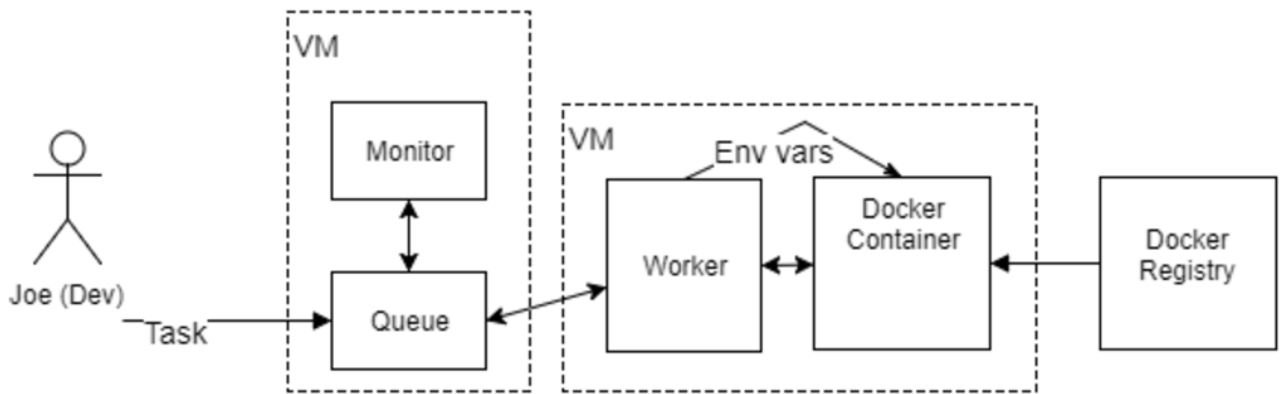 VM
Monitor
Joe (Dev)
Task
Queue
VM
Env vars
Worker
Docker
Container
Docker
Registry